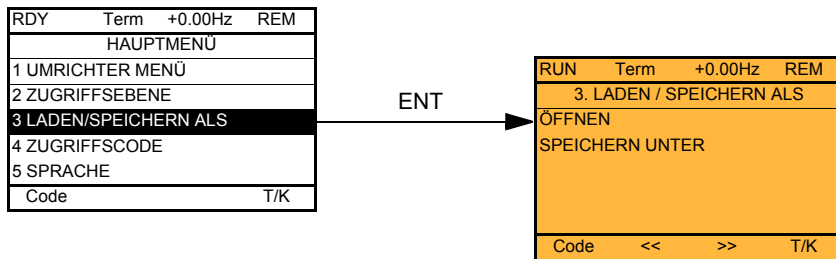 RDY Term +0.00Hz REM
HAUPTMENÜ
1 UMRICHTER MENÜ
2 ZUGRIFFSEBENE
3 LADEN/SPEICHERN ALS
4 ZUGRIFFSCODE
5 SPRACHE
Code T/K
ENT
RUN Term +0.00Hz REM
3. LADEN / SPEICHERN ALS
ÖFFNEN
SPEICHERN UNTER
Code << >> T/K